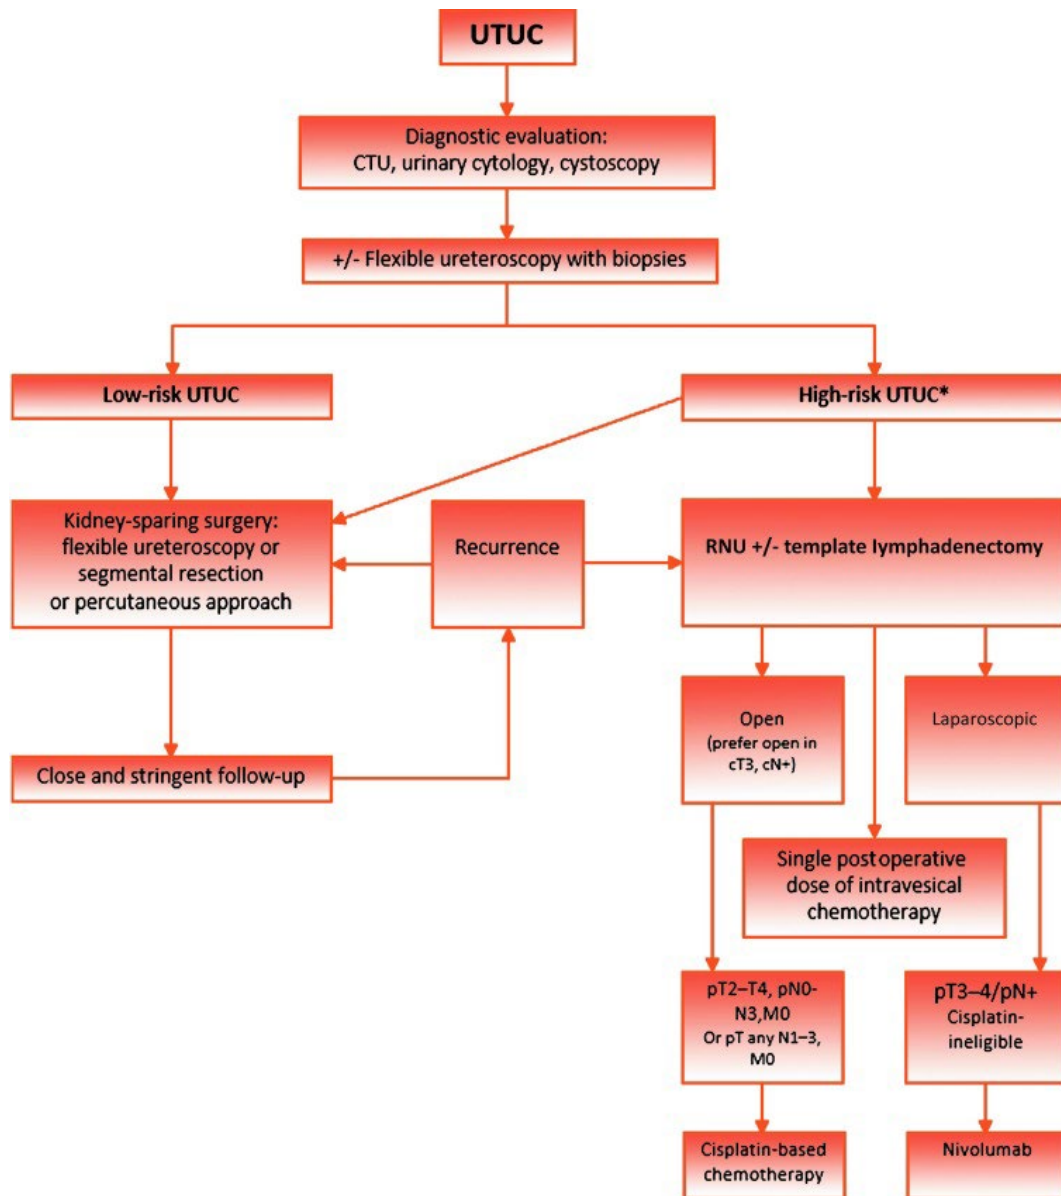 UTUC
Diagnostic evaluation:
CTU, urinary cytology, cystoscopy
+/- Flexible ureteroscopy with biopsies
Low-risk UTUC
High-risk UTUC*
Kidney-sparing surgery:
flexible ureteroscopy or
segmental resection
or percutaneous approach
Recurrence
RNU +/- template lymphadenectomy
Open
(prefer open in
cT3, cN+)
Laparoscopic
Close and stringent follow-up
Single postoperative
dose of intravesical
chemotherapy
pT2–T4, pN0-
N3,M0
Or pT any N1–3,
M0
pT3–4/pN+
Cisplatin-
ineligible
Cisplatin-based
chemotherapy
Nivolumab